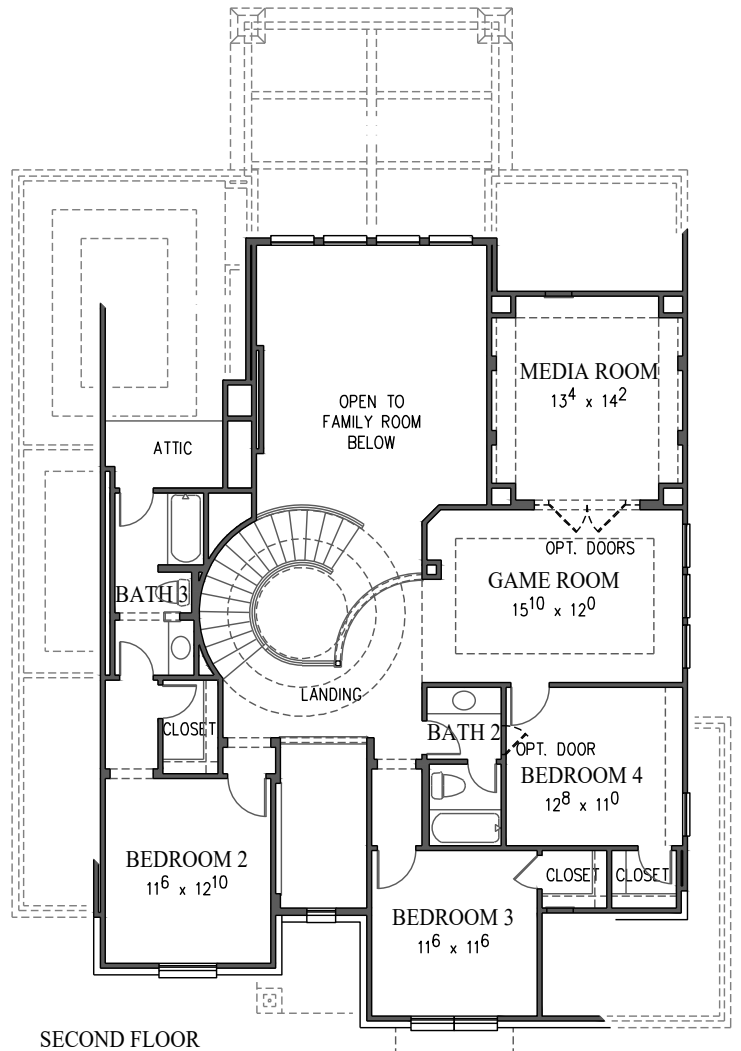 MEDIA ROOM
13⁴ x 14²
OPEN TO
FAMILY ROOM
BELOW
ATTIC
OPT. DOORS
GAME ROOM
15¹⁰ x 12⁰
BATH 3
LANDING
CLOSET
BATH 2
OPT. DOOR
BEDROOM 4
12⁸ x 11⁰
BEDROOM 2
11⁶ x 12¹⁰
CLOSET
CLOSET
BEDROOM 3
11⁶ x 11⁶
SECOND FLOOR